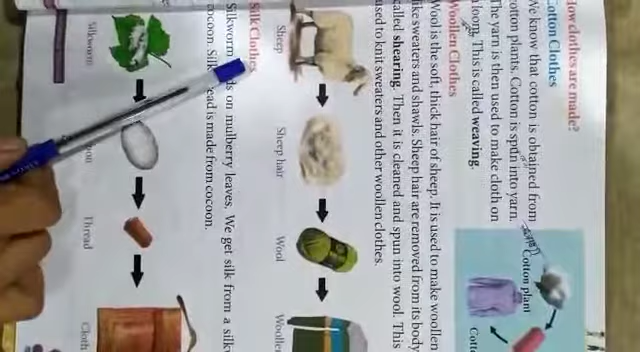 How clothes are made?
Cotton Clothes
We know that cotton is obtained from
cotton plants. Cotton is spun into yarn.
The yarn is then used to make cloth on
loom. This is called weaving.
Cotton plant
Woollen Clothes
Wool is the soft, thick hair of sheep. It is used to make woollen
like sweaters and shawls. Sheep hair are removed from its body
called shearing. Then it is cleaned and spun into wool. This
used to knit sweaters and other woollen clothes.
Sheep Sheep hair Wool
Silk Clothes
Silkworm on mulberry leaves. We get silk from a silk
cocoon. is made from cocoon.
Silkworm Thread Cloth